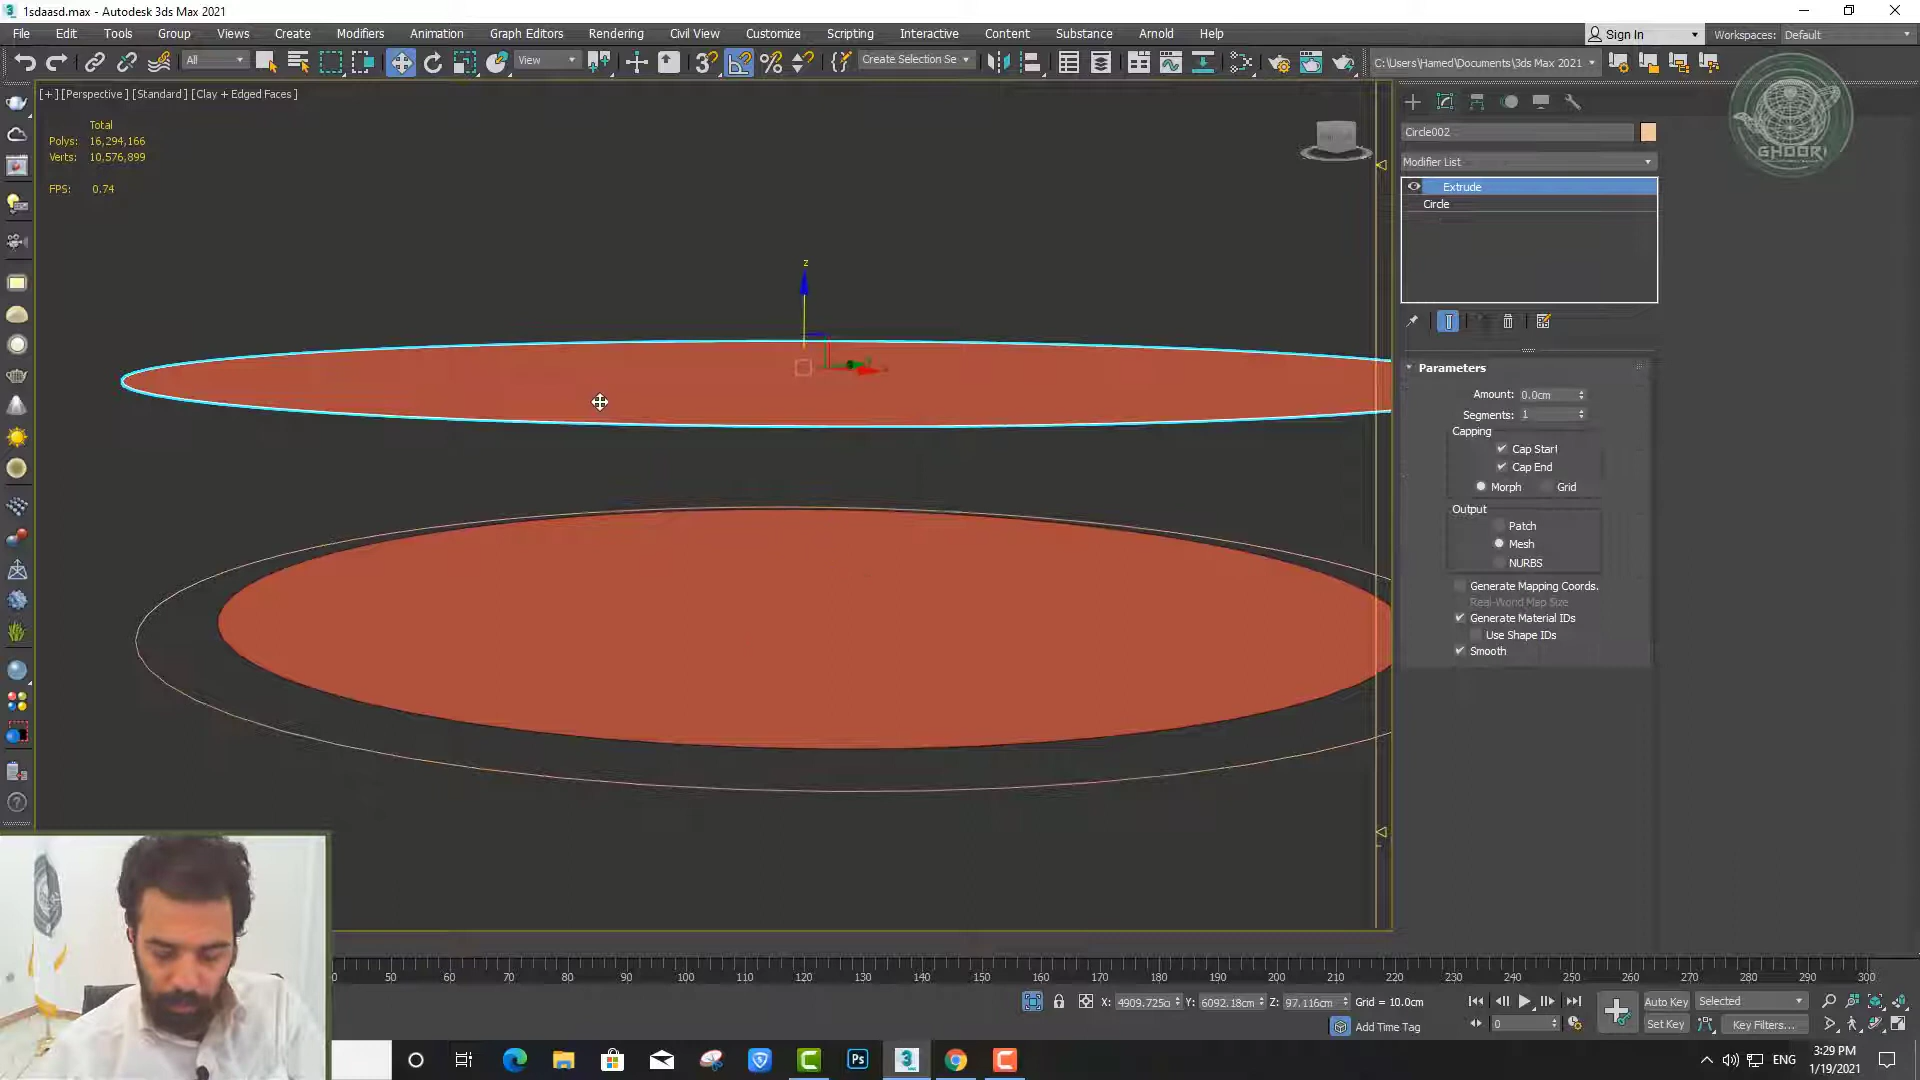 1sdaasd.max - Autodesk 3ds Max 2021
File Edit Tools Group Views Create Modifiers Animation Graph Editors Rendering Civil View Customize Scripting Interactive Content Substance Arnold Help
Sign In Workspaces: Default
All View Create Selection Se C:\Users\Hamed\Documents\3ds Max 2021
[+] [Perspective] [Standard] [Clay + Edged Faces]
Total
Polys: 16,294,166
Verts: 10,576,899
FPS: 0.74
GHOORI
Circle002
Modifier List
Extrude
Circle
z
Parameters
Amount: 0.0cm
Segments: 1
Capping
Cap Start
Cap End
Morph Grid
Output
Patch
Mesh
NURBS
Generate Mapping Coords.
Real-World Map Size
Generate Material IDs
Use Shape IDs
Smooth
50 60 70 80 90 100 110 120 130 140 150 160 170 180 190 200 210 220 230 240 250 260 270 280 290 300
X: 4909.725c Y: 6092.18cm Z: 97.116cm Grid = 10.0cm
Add Time Tag
0
Auto Key Selected
Set Key Key Filters...
Ps
ENG
3:29 PM
1/19/2021